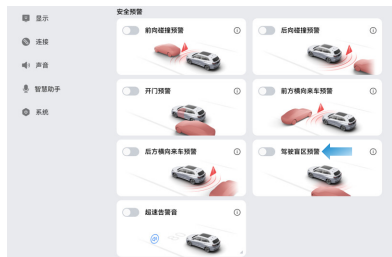 安全预警
显示
前向碰撞预警
后向碰撞预警
连接
声音
开门预警
前方横向来车预警
智慧助手
系统
后方横向来车预警
驾驶盲区预警
超速告警音